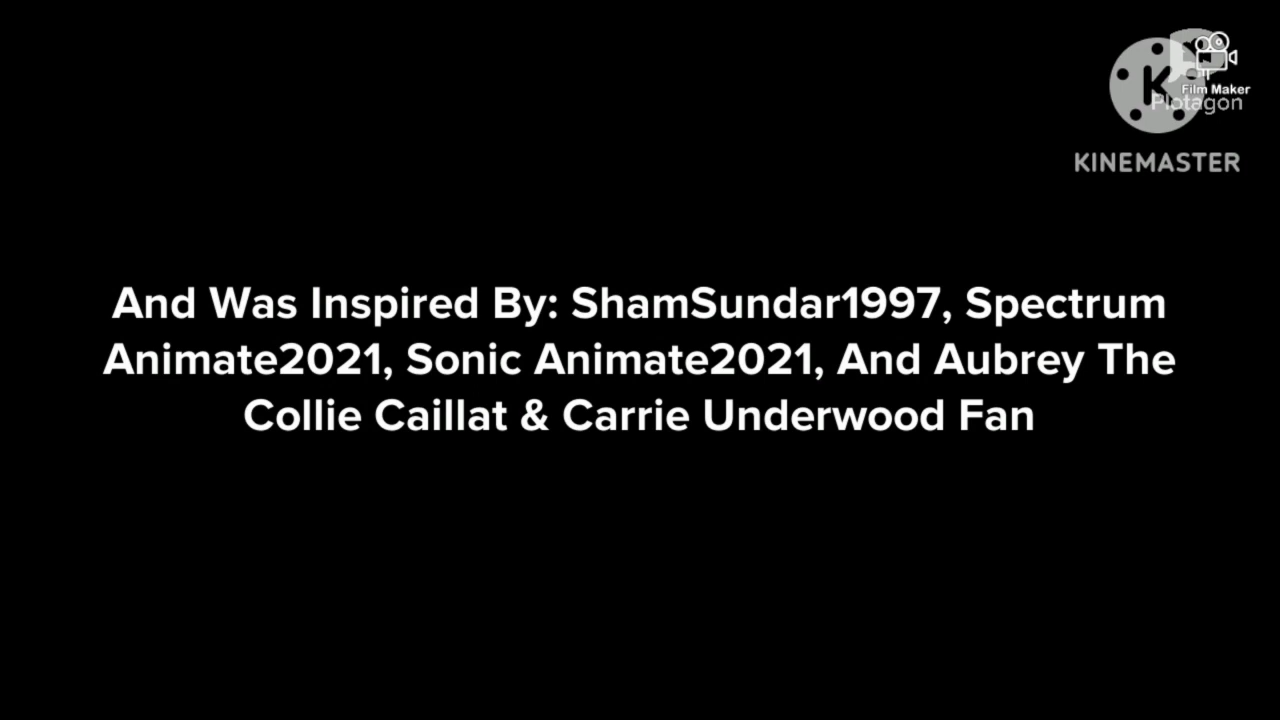 Film Maker
Plotagon
KINEMASTER
And Was Inspired By: ShamSundar1997, Spectrum
Animate2021, Sonic Animate2021, And Aubrey The
Collie Caillat & Carrie Underwood Fan